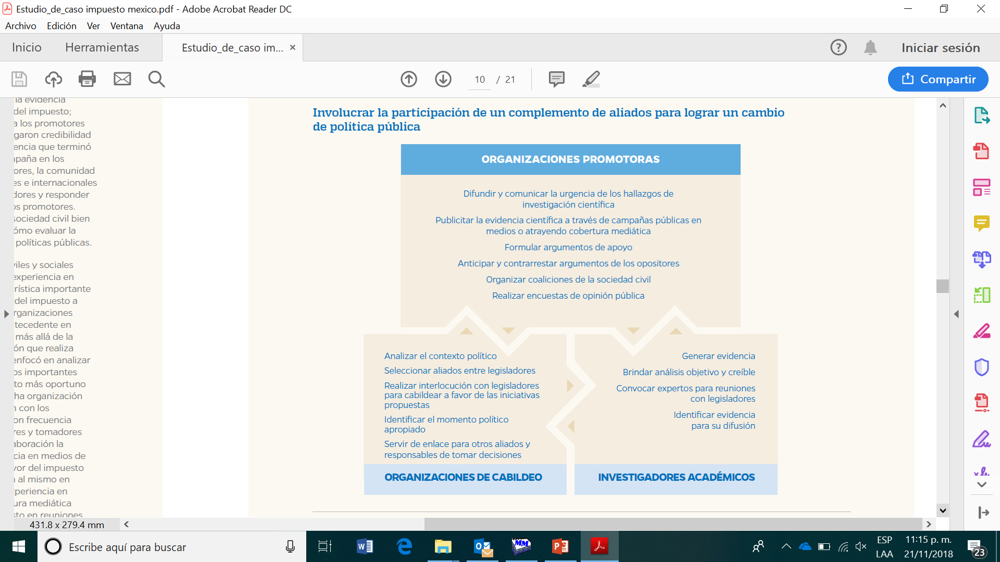 Estudio_de_caso impuesto mexico.pdf - Adobe Acrobat Reader DC
Archivo Edición Ver Ventana Ayuda
Inicio Herramientas Estudio_de_caso im... × Iniciar sesión
10 / 21 Compartir
la evidencia
del impuesto;
a los promotores
garon credibilidad
encia que terminó
paña en los
ores, la comunidad
es e internacionales
dores y responder
os promotores.
sociedad civil bien
ómo evaluar la
políticas públicas.
viles y sociales
experiencia en
rística importante
del impuesto a
rganizaciones
tecedente en
más allá de la
ón que realiza
enfocó en analizar
os importantes
to más oportuno
ha organización
n con los
on frecuencia
res y tomadores
aboración la
cia en medios de
vor del impuesto
al mismo en
periencia en
ura mediática
sto en reuniones
Involucrar la participación de un complemento de aliados para lograr un cambio
de política pública
ORGANIZACIONES PROMOTORAS
Difundir y comunicar la urgencia de los hallazgos de
investigación científica
Publicitar la evidencia científica a través de campañas públicas en
medios o atrayendo cobertura mediática
Formular argumentos de apoyo
Anticipar y contrarrestar argumentos de los opositores
Organizar coaliciones de la sociedad civil
Realizar encuestas de opinión pública
Analizar el contexto político
Seleccionar aliados entre legisladores
Realizar interlocución con legisladores
para cabildear a favor de las iniciativas
propuestas
Identificar el momento político
apropiado
Servir de enlace para otros aliados y
responsables de tomar decisiones
ORGANIZACIONES DE CABILDEO
Generar evidencia
Brindar análisis objetivo y creíble
Convocar expertos para reuniones
con legisladores
Identificar evidencia
para su difusión
INVESTIGADORES ACADÉMICOS
431.8 x 279.4 mm
Escribe aquí para buscar
ESP
LAA
11:15 p. m.
21/11/2018
23